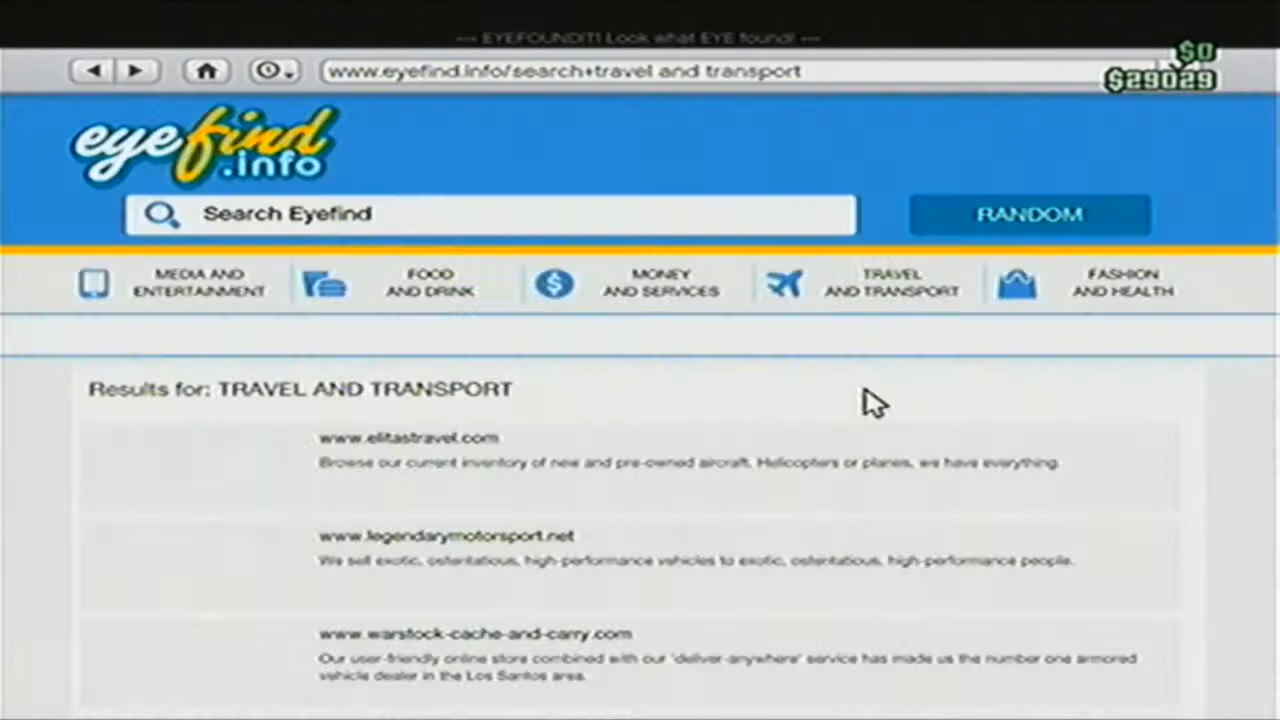 --- EYEFOUNDIT! Look what EYE found! ---
$0
www.eyefind.info/search+travel and transport
$29029
eyefind
.info
Search Eyefind
RANDOM
MEDIA AND
ENTERTAINMENT
FOOD
AND DRINK
MONEY
AND SERVICES
TRAVEL
AND TRANSPORT
FASHION
AND HEALTH
Results for: TRAVEL AND TRANSPORT
www.elitastravel.com
Browse our current inventory of new and pre-owned aircraft. Helicopters or planes, we have everything.
www.legendarymotorsport.net
We sell exotic, ostentatious, high-performance vehicles to exotic, ostentatious, high-performance people.
www.warstock-cache-and-carry.com
Our user-friendly online store combined with our 'deliver-anywhere' service has made us the number one armored
vehicle dealer in the Los Santos area.